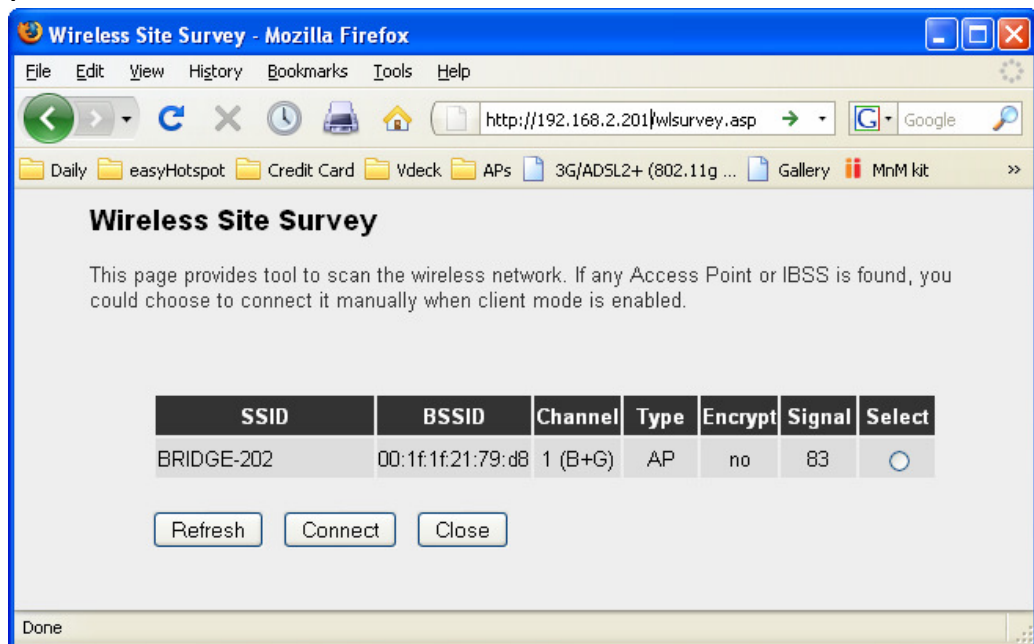 Wireless Site Survey - Mozilla Firefox
File Edit View History Bookmarks Tools Help
http://192.168.2.201/wlsurvey.asp G Google
Daily easyHotspot Credit Card Vdeck APs 3G/ADSL2+ (802.11g ... Gallery MnM kit »
Wireless Site Survey
This page provides tool to scan the wireless network. If any Access Point or IBSS is found, you
could choose to connect it manually when client mode is enabled.
SSID BSSID Channel Type Encrypt Signal Select
BRIDGE-202 00:1f:1f:21:79:d8 1 (B+G) AP no 83
Refresh Connect Close
Done